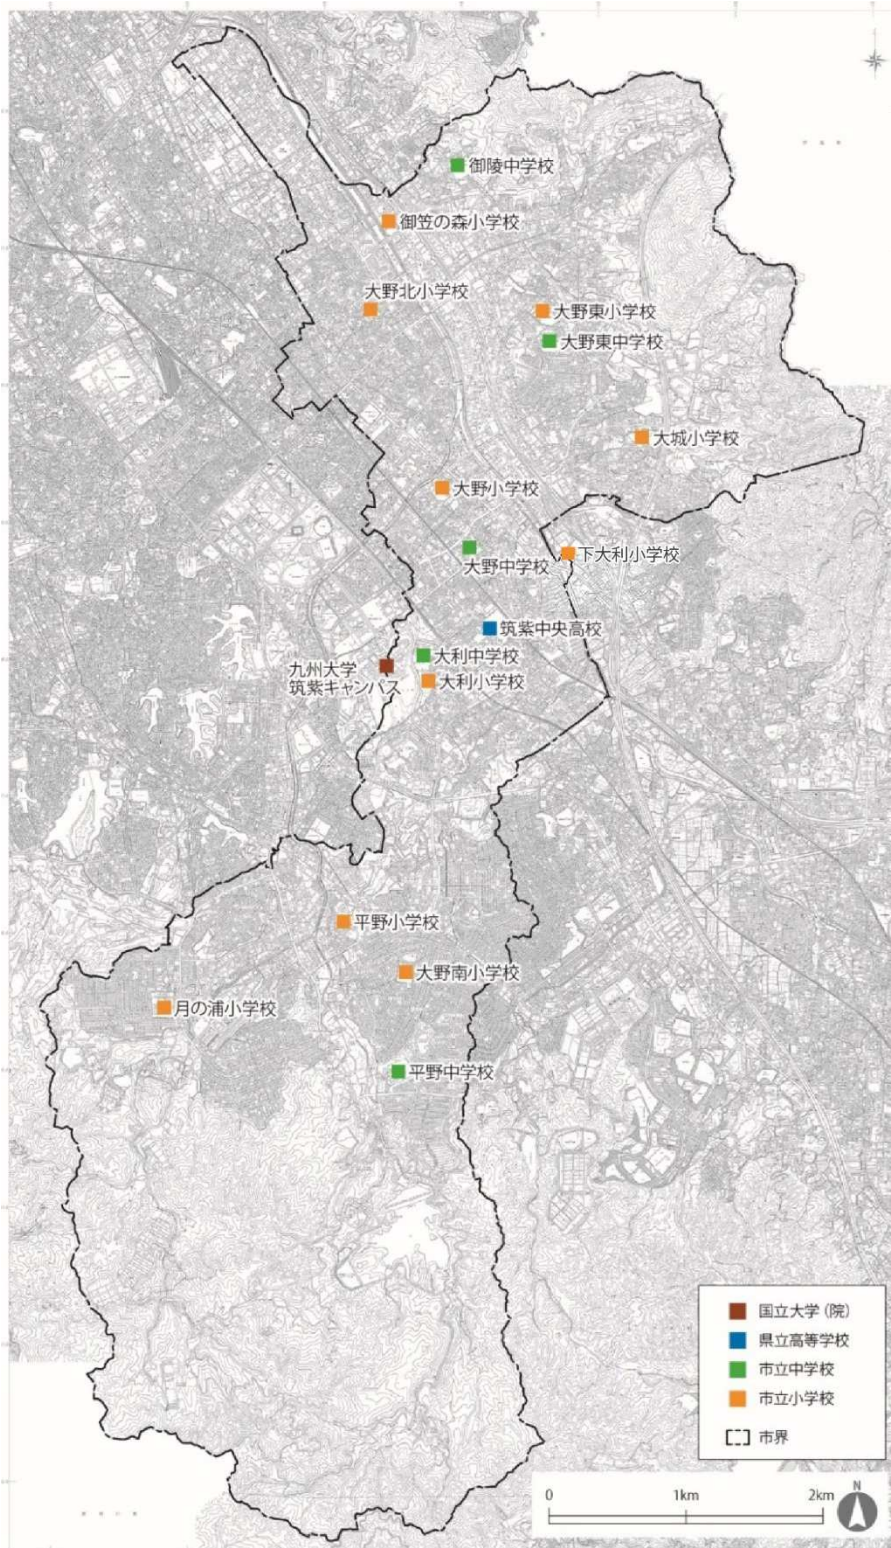 御陵中学校
御笠の森小学校
大野北小学校
大野東小学校
大野東中学校
大城小学校
大野小学校
下大利小学校
大野中学校
筑紫中央高校
大利中学校
九州大学
筑紫キャンパス
大利小学校
平野小学校
大野南小学校
月の浦小学校
平野中学校
国立大学(院)
県立高等学校
市立中学校
市立小学校
市界
0 1km 2km
N